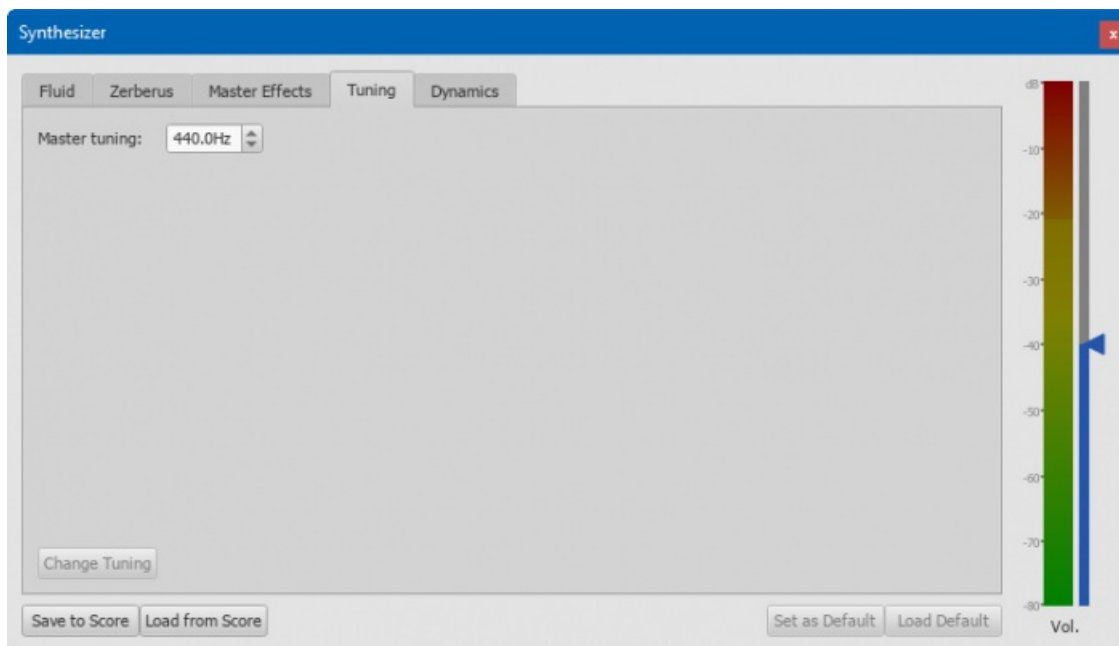 Synthesizer
x
Fluid Zerberus Master Effects Tuning Dynamics
Master tuning: 440.0Hz
Change Tuning
Save to Score Load from Score Set as Default Load Default
dB
-10
-20
-30
-40
-50
-60
-70
-80
Vol.